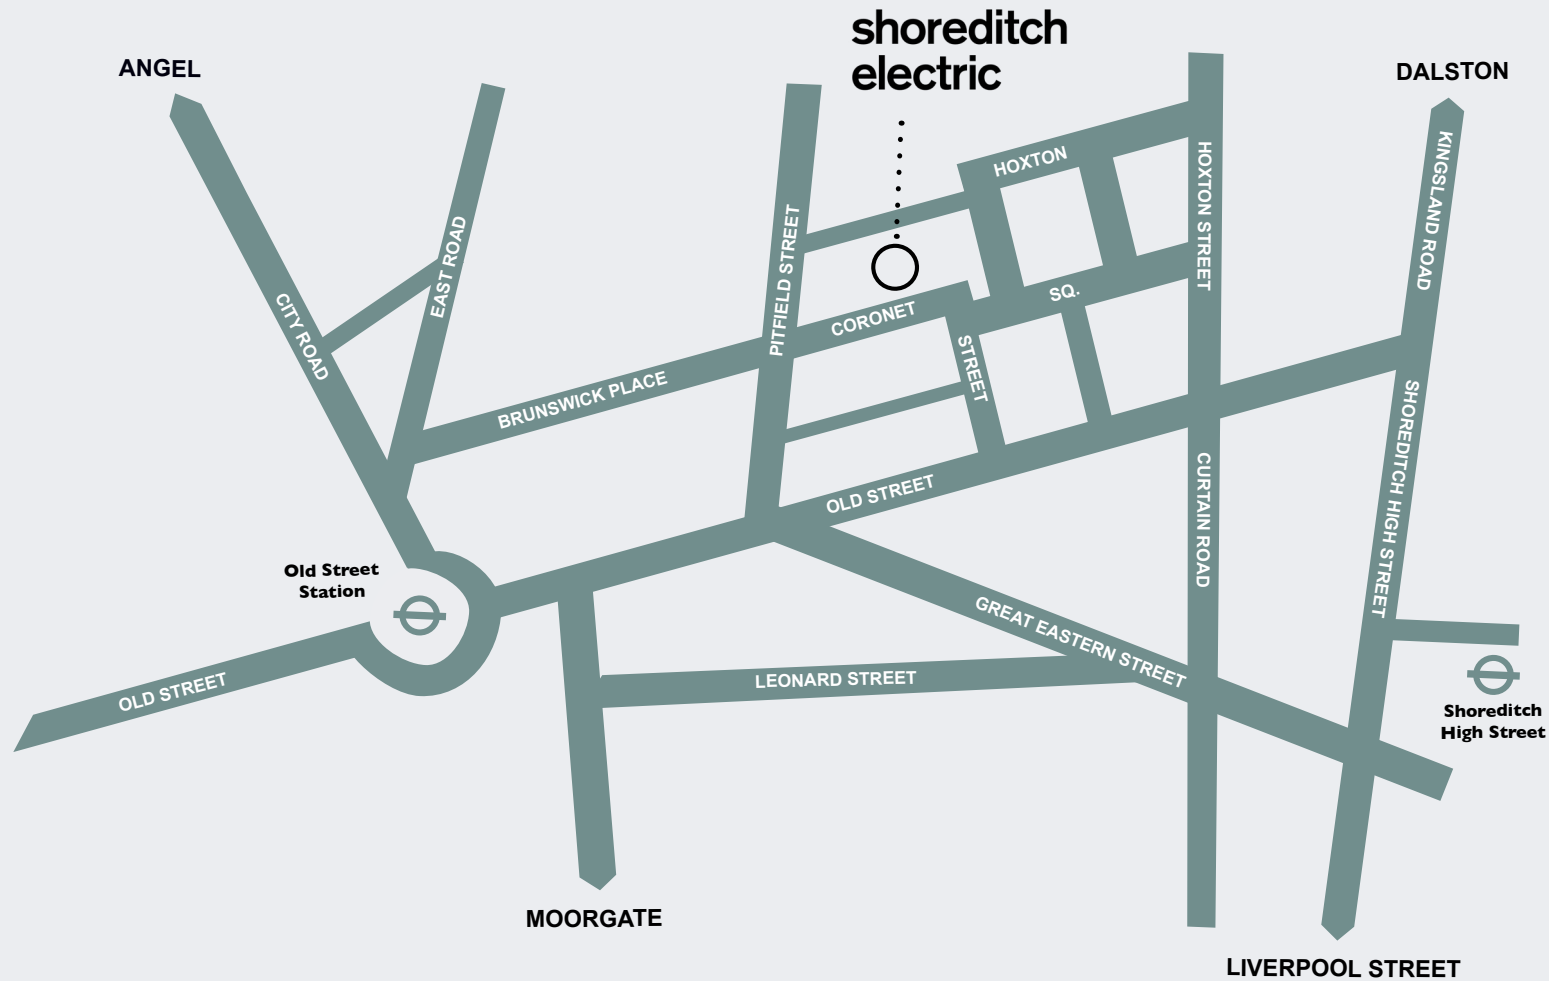 shoreditch
electric
ANGEL
DALSTON
HOXTON
KINGSLAND ROAD
HOXTON STREET
PITFIELD STREET
EAST ROAD
CITY ROAD
SQ.
CORONET
STREET
BRUNSWICK PLACE
SHOREDITCH HIGH STREET
OLD STREET
CURTAIN ROAD
Old Street
Station
GREAT EASTERN STREET
LEONARD STREET
OLD STREET
Shoreditch
High Street
MOORGATE
LIVERPOOL STREET